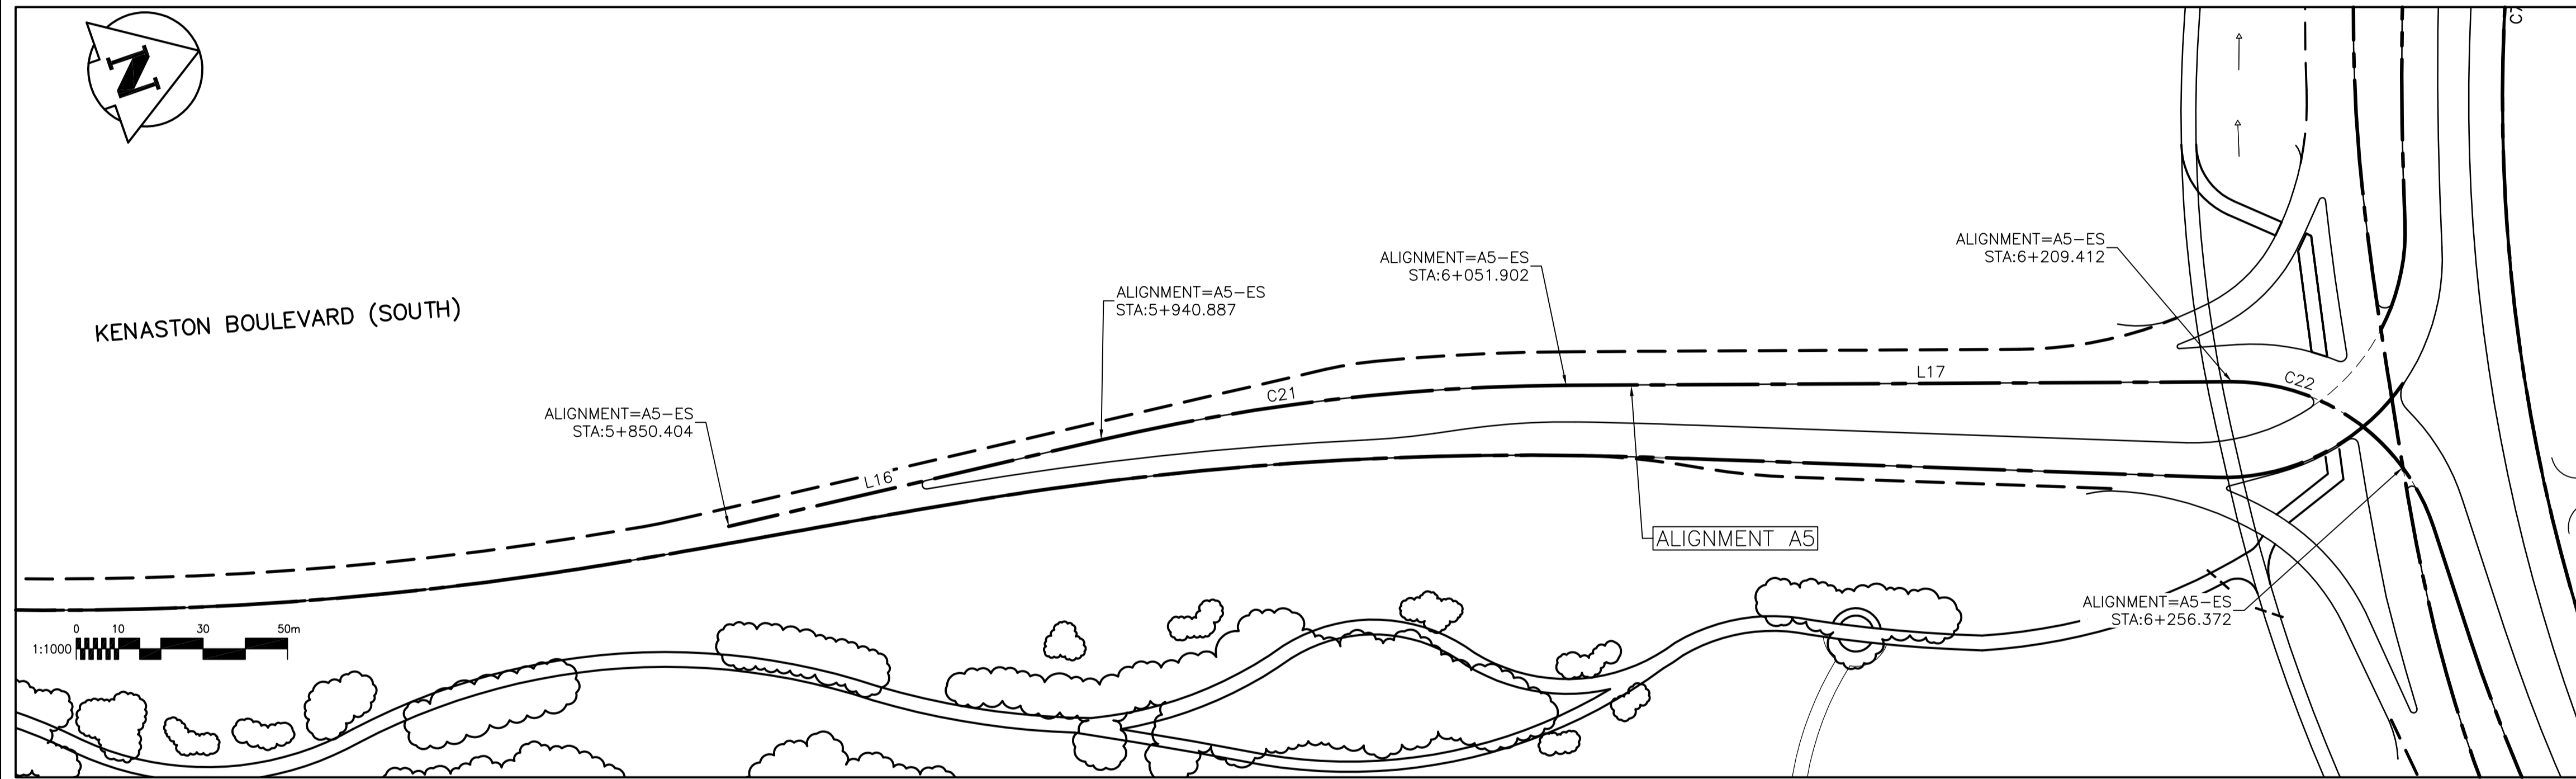 N
C7
KENASTON BOULEVARD (SOUTH)
ALIGNMENT=A5-ES
STA:5+850.404
L16
ALIGNMENT=A5-ES
STA:5+940.887
C21
ALIGNMENT=A5-ES
STA:6+051.902
L17
ALIGNMENT=A5-ES
STA:6+209.412
C22
ALIGNMENT A5
ALIGNMENT=A5-ES
STA:6+256.372
0 10 30 50m
1:1000